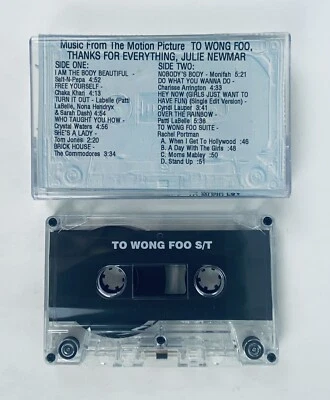 Music From The Motion Picture TO WONG FOO,
THANKS FOR EVERYTHING, JULIE NEWMAR
SIDE ONE:
I AM THE BODY BEAUTIFUL -
Salt-N-Pepa 4:52
FREE YOURSELF -
Chaka Khan 4:13
TURN IT OUT - Labelle (Patti
LaBelle, Nona Hendryx
& Sarah Dash) 4:53
WHO TAUGHT YOU HOW -
Crystal Waters 4:56
SHE'S A LADY -
Tom Jones 2:20
BRICK HOUSE -
The Commodores 3:34
SIDE TWO:
NOBODY'S BODY - Monifah 5:21
DO WHAT YOU WANNA DO -
Charisse Arrington 4:33
HEY NOW (GIRLS JUST WANT TO
HAVE FUN) (Single Edit Version) -
Cyndi Lauper 3:41
OVER THE RAINBOW -
Patti LaBelle 5:36
TO WONG FOO SUITE -
Rachel Portman
A. When I Get To Hollywood :46
B. A Day With The Girls :48
C. Moms Mabley :50
D. Stand Up :51
TO WONG FOO S/T